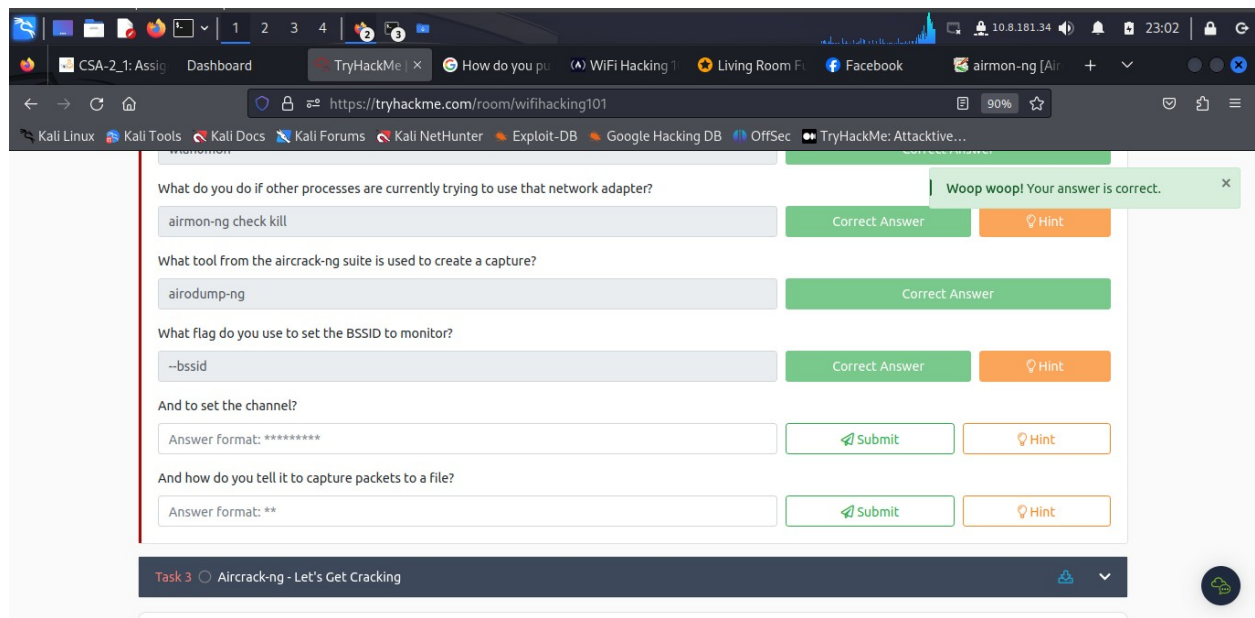 1 2 3 4 2 3 10.8.181.34 23:02 G
CSA-2_1: Assig Dashboard TryHackMe | × How do you pu WiFi Hacking 1 Living Room Fu Facebook airmon-ng [Air +
https://tryhackme.com/room/wifihacking101 90%
Kali Linux Kali Tools Kali Docs Kali Forums Kali NetHunter Exploit-DB Google Hacking DB OffSec TryHackMe: Attacktive...
What do you do if other processes are currently trying to use that network adapter?
Woop woop! Your answer is correct. ×
airmon-ng check kill Correct Answer Hint
What tool from the aircrack-ng suite is used to create a capture?
airodump-ng Correct Answer
What flag do you use to set the BSSID to monitor?
--bssid Correct Answer Hint
And to set the channel?
Answer format: ********* Submit Hint
And how do you tell it to capture packets to a file?
Answer format: ** Submit Hint
Task 3 Aircrack-ng - Let's Get Cracking